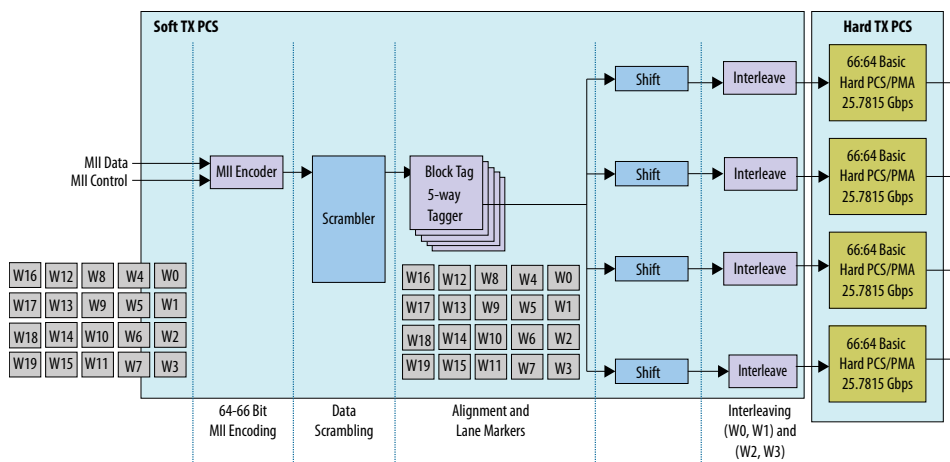 Soft TX PCS
Hard TX PCS
MII Data
MII Control
MII Encoder
Scrambler
Block Tag
5-way
Tagger
Shift
Interleave
66:64 Basic
Hard PCS/PMA
25.7815 Gbps
Shift
Interleave
66:64 Basic
Hard PCS/PMA
25.7815 Gbps
Shift
Interleave
66:64 Basic
Hard PCS/PMA
25.7815 Gbps
Shift
Interleave
66:64 Basic
Hard PCS/PMA
25.7815 Gbps
W16 W12 W8 W4 W0
W17 W13 W9 W5 W1
W18 W14 W10 W6 W2
W19 W15 W11 W7 W3
W16 W12 W8 W4 W0
W17 W13 W9 W5 W1
W18 W14 W10 W6 W2
W19 W15 W11 W7 W3
64-66 Bit
MII Encoding
Data
Scrambling
Alignment and
Lane Markers
Interleaving
(W0, W1) and
(W2, W3)